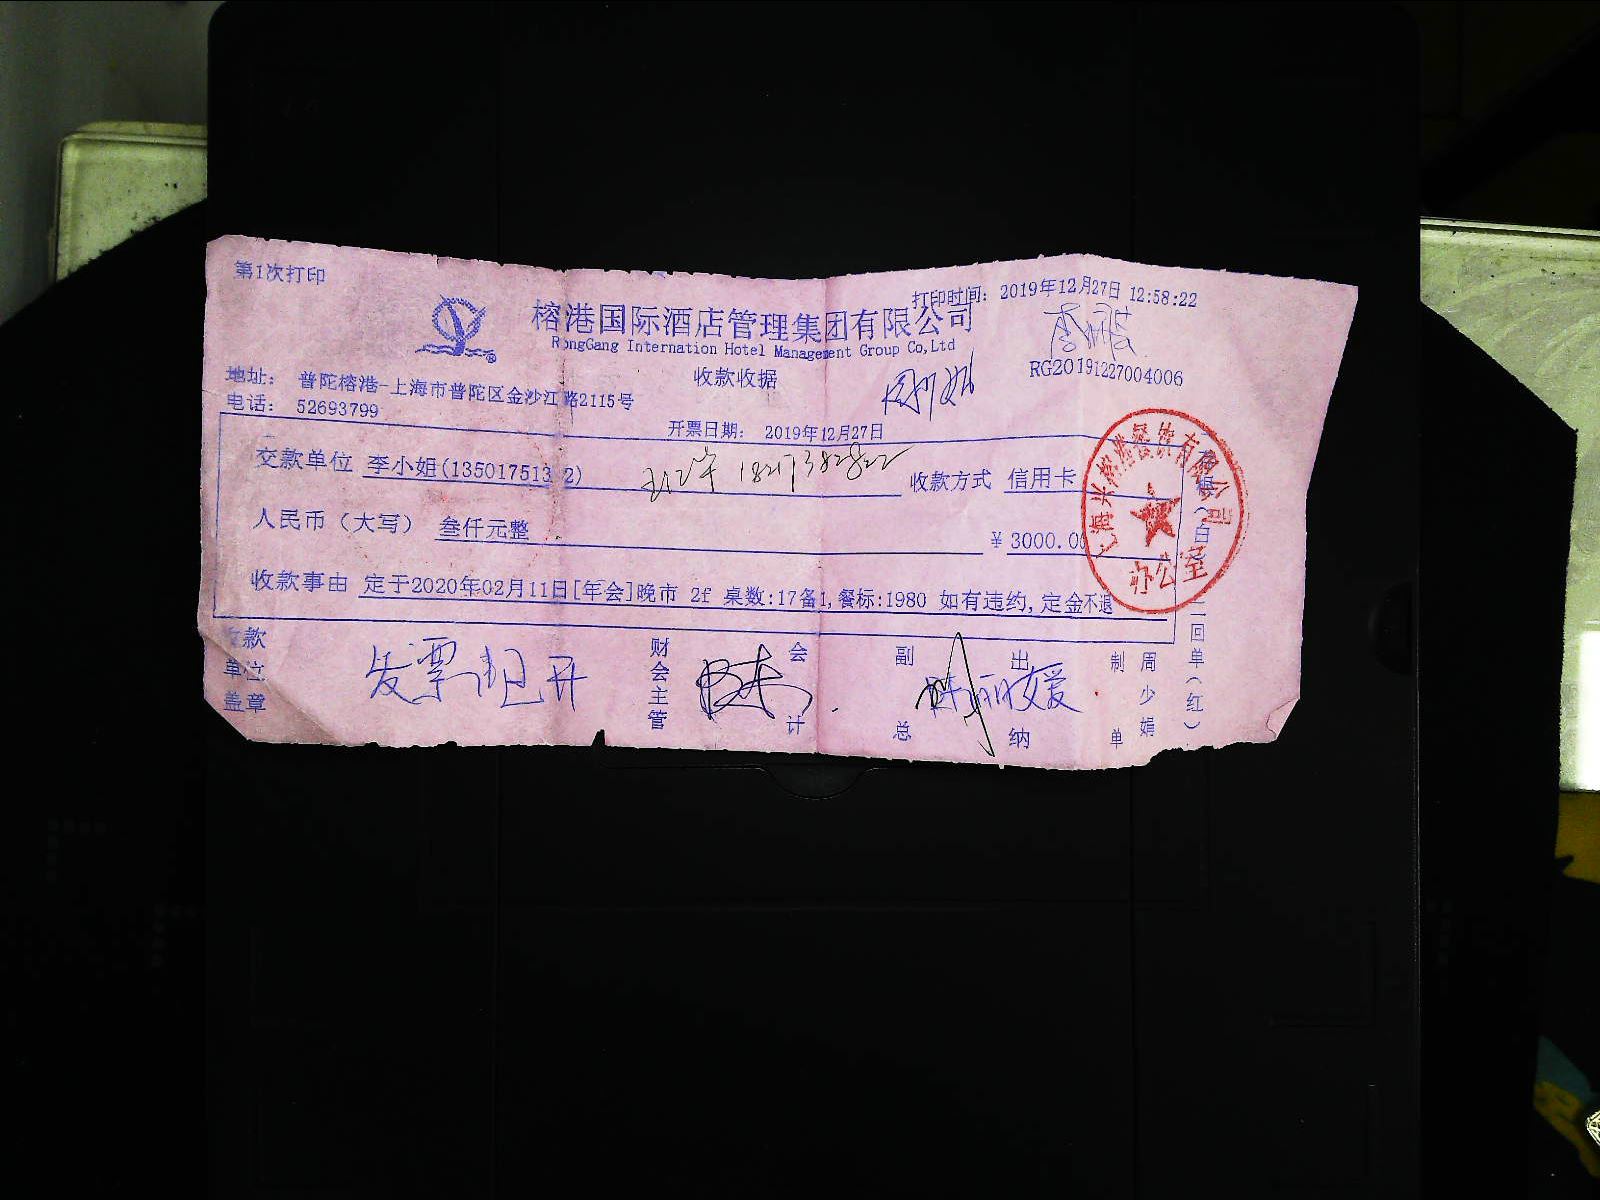 第1次打印
打印时间: 2019年12月27日 12:58:22
榕港国际酒店管理集团有限公司
RongGang Internation Hotel Management Group Co,Ltd
收款收据
RG20191227004006
地址: 普陀榕港-上海市普陀区金沙江路2115号
电话: 52693799
开票日期: 2019年12月27日
交款单位 李小姐(135017513 2) 18217382822 收款方式 信用卡
人民币（大写） 叁仟元整 ¥ 3000.00
收款事由 定于2020年02月11日[年会]晚市 2f 桌数:17备1,餐标:1980 如有违约,定金不退
办公室
二回单（红）
收款单位盖章
发票已开
财会主管
会计
副总
出纳
制单
周少娟